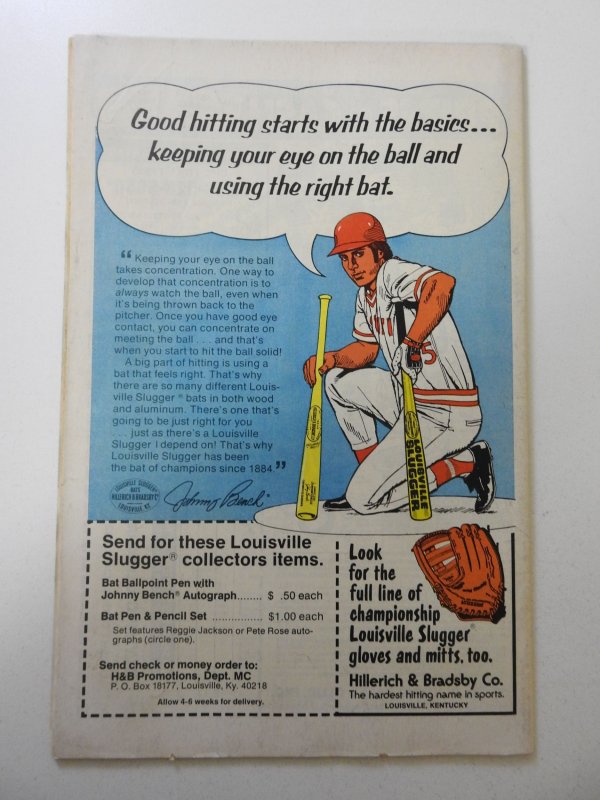 Good hitting starts with the basics...
keeping your eye on the ball and
using the right bat.
“Keeping your eye on the ball
takes concentration. One way to
develop that concentration is to
always watch the ball, even when
it's being thrown back to the
pitcher. Once you have good eye
contact, you can concentrate on
meeting the ball . . . and that's
when you start to hit the ball solid!
A big part of hitting is using a
bat that feels right. That's why
there are so many different Louis-
ville Slugger® bats in both wood
and aluminum. There's one that's
going to be just right for you
. . . just as there's a Louisville
Slugger I depend on! That's why
Louisville Slugger has been
the bat of champions since 1884.”
LOUISVILLE SLUGGER
BATS
HILLERICH & BRADSBY Co
LOUISVILLE, KY.
Johnny Bench
5
LOUISVILLE
SLUGGER
Send for these Louisville
Slugger® collectors items.
Bat Ballpoint Pen with
Johnny Bench® Autograph........ $ .50 each
Bat Pen & Pencil Set ............... $1.00 each
Set features Reggie Jackson or Pete Rose auto-
graphs (circle one).
Send check or money order to:
H&B Promotions, Dept. MC
P. O. Box 18177, Louisville, Ky. 40218
Allow 4-6 weeks for delivery.
Look
for the
full line of
championship
Louisville Slugger®
gloves and mitts, too.
Hillerich & Bradsby Co.
The hardest hitting name in sports.
LOUISVILLE, KENTUCKY